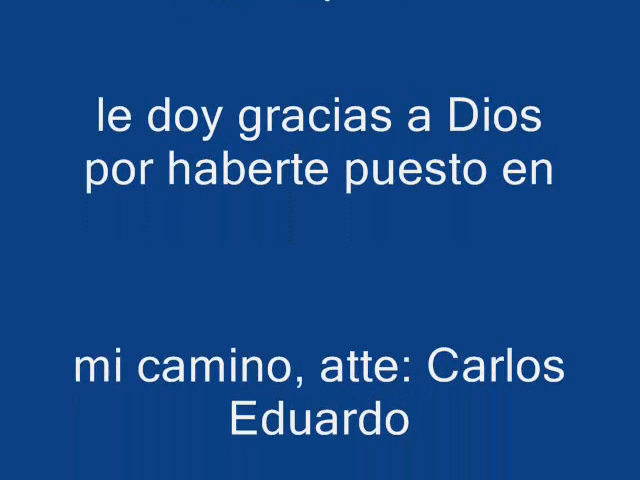 le doy gracias a Dios
por haberte puesto en
mi camino, atte: Carlos
Eduardo